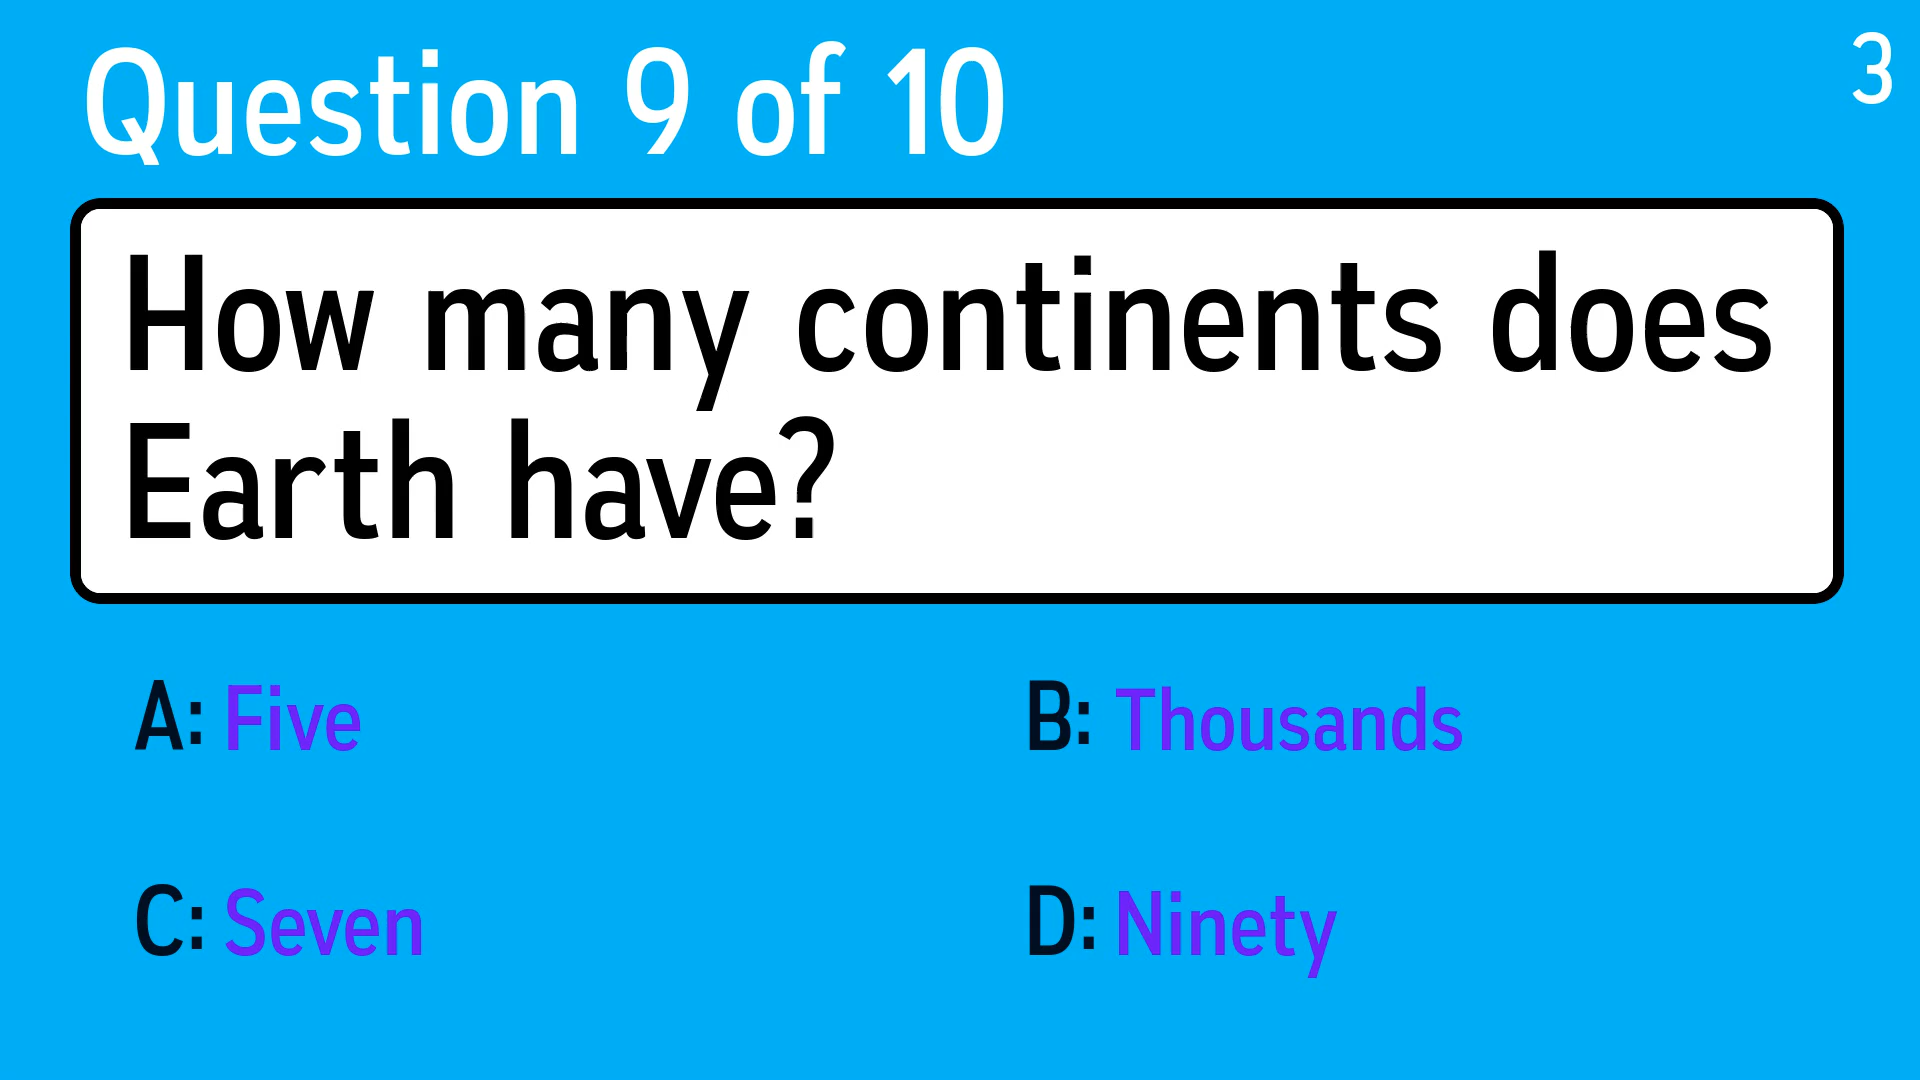 Question 9 of 10
3
How many continents does
Earth have?
A: Five
B: Thousands
C: Seven
D: Ninety